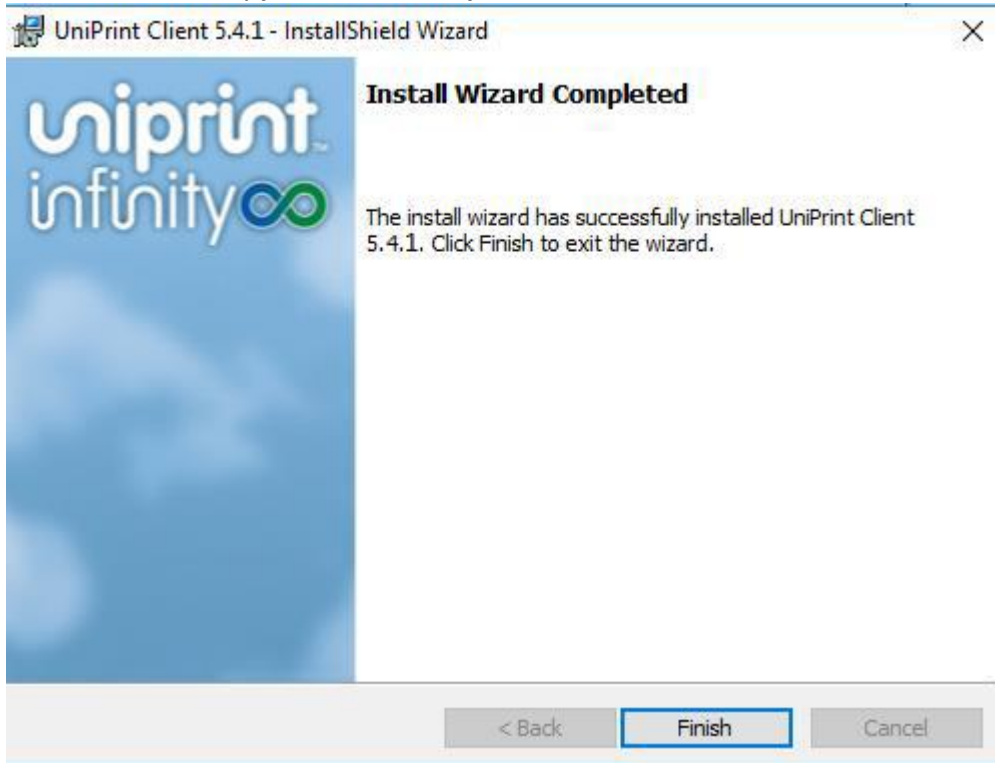 UniPrint Client 5.4.1 - InstallShield Wizard
uniprint™
infinity
Install Wizard Completed
The install wizard has successfully installed UniPrint Client
5.4.1. Click Finish to exit the wizard.
< Back
Finish
Cancel